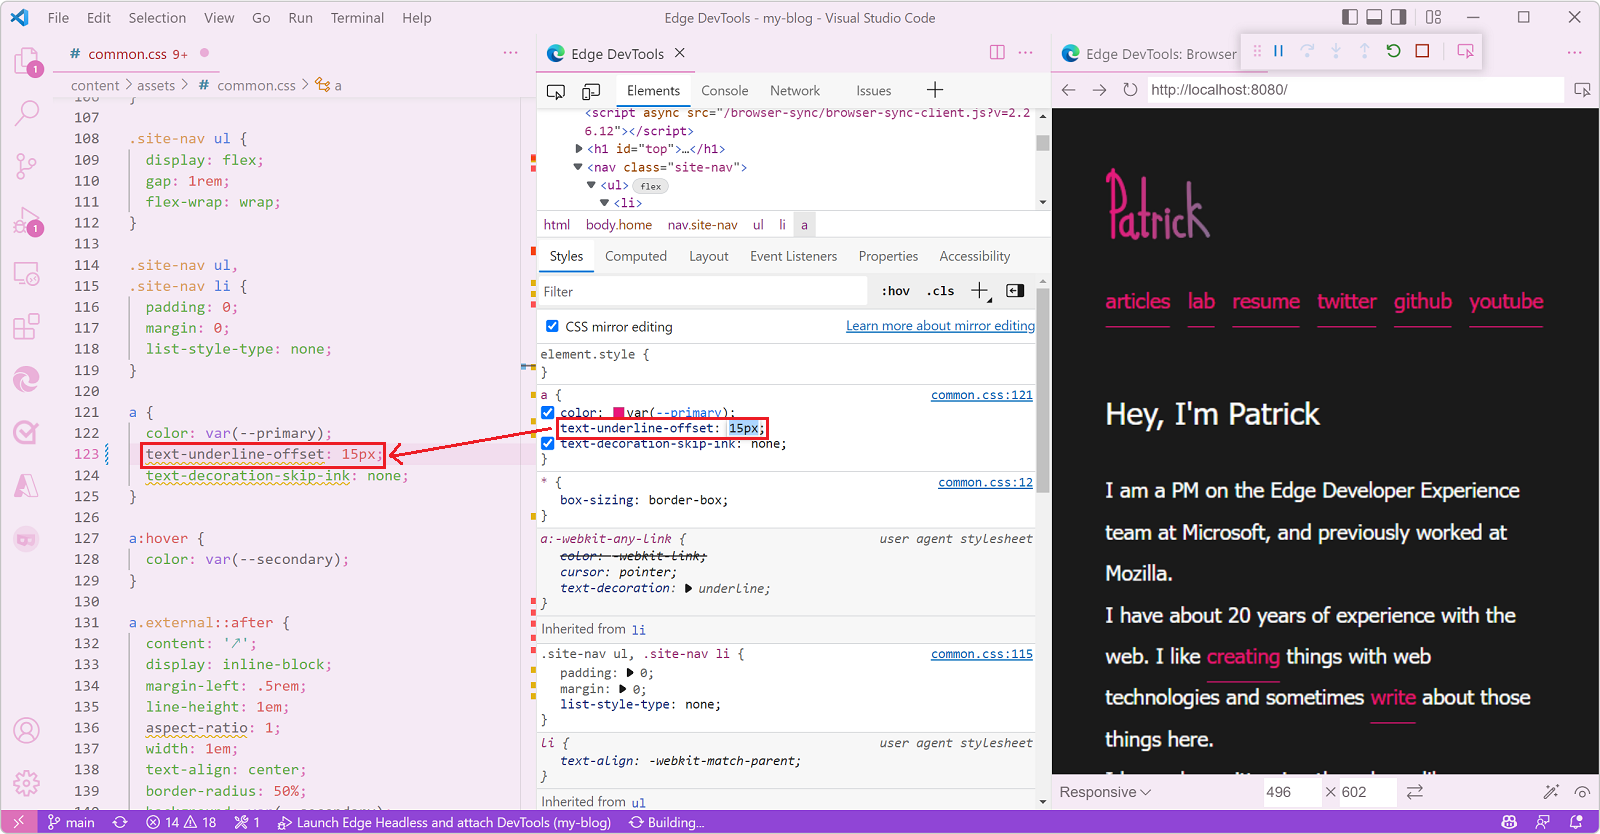 File Edit Selection View Go Run Terminal Help
Edge DevTools - my-blog - Visual Studio Code
# common.css 9+
content > assets > # common.css > a
107
108 .site-nav ul {
109 display: flex;
110 gap: 1rem;
111 flex-wrap: wrap;
112 }
113
114 .site-nav ul,
115 .site-nav li {
116 padding: 0;
117 margin: 0;
118 list-style-type: none;
119 }
120
121 a {
122 color: var(--primary);
123 text-underline-offset: 15px;
124 text-decoration-skip-ink: none;
125 }
126
127 a:hover {
128 color: var(--secondary);
129 }
130
131 a.external::after {
132 content: '↗';
133 display: inline-block;
134 margin-left: .5rem;
135 line-height: 1em;
136 aspect-ratio: 1;
137 width: 1em;
138 text-align: center;
139 border-radius: 50%;
1
1
Edge DevTools
Elements Console Network Issues
<script async src="/browser-sync/browser-sync-client.js?v=2.2
6.12"></script>
<h1 id="top">…</h1>
<nav class="site-nav">
<ul> flex
<li>
html body.home nav.site-nav ul li a
Styles Computed Layout Event Listeners Properties Accessibility
Filter :hov .cls
CSS mirror editing Learn more about mirror editing
element.style {
}
a { common.css:121
color: var(--primary);
text-underline-offset: 15px;
text-decoration-skip-ink: none;
}
* { common.css:12
box-sizing: border-box;
}
a:-webkit-any-link { user agent stylesheet
color: -webkit-link;
cursor: pointer;
text-decoration: underline;
}
Inherited from li
.site-nav ul, .site-nav li { common.css:115
padding: 0;
margin: 0;
list-style-type: none;
}
li { user agent stylesheet
text-align: -webkit-match-parent;
}
Inherited from ul
Edge DevTools: Browser
http://localhost:8080/
Patrick
articles lab resume twitter github youtube
Hey, I'm Patrick
I am a PM on the Edge Developer Experience
team at Microsoft, and previously worked at
Mozilla.
I have about 20 years of experience with the
web. I like creating things with web
technologies and sometimes write about those
things here.
Responsive 496 × 602
main 14 18 1 Launch Edge Headless and attach DevTools (my-blog) Building...